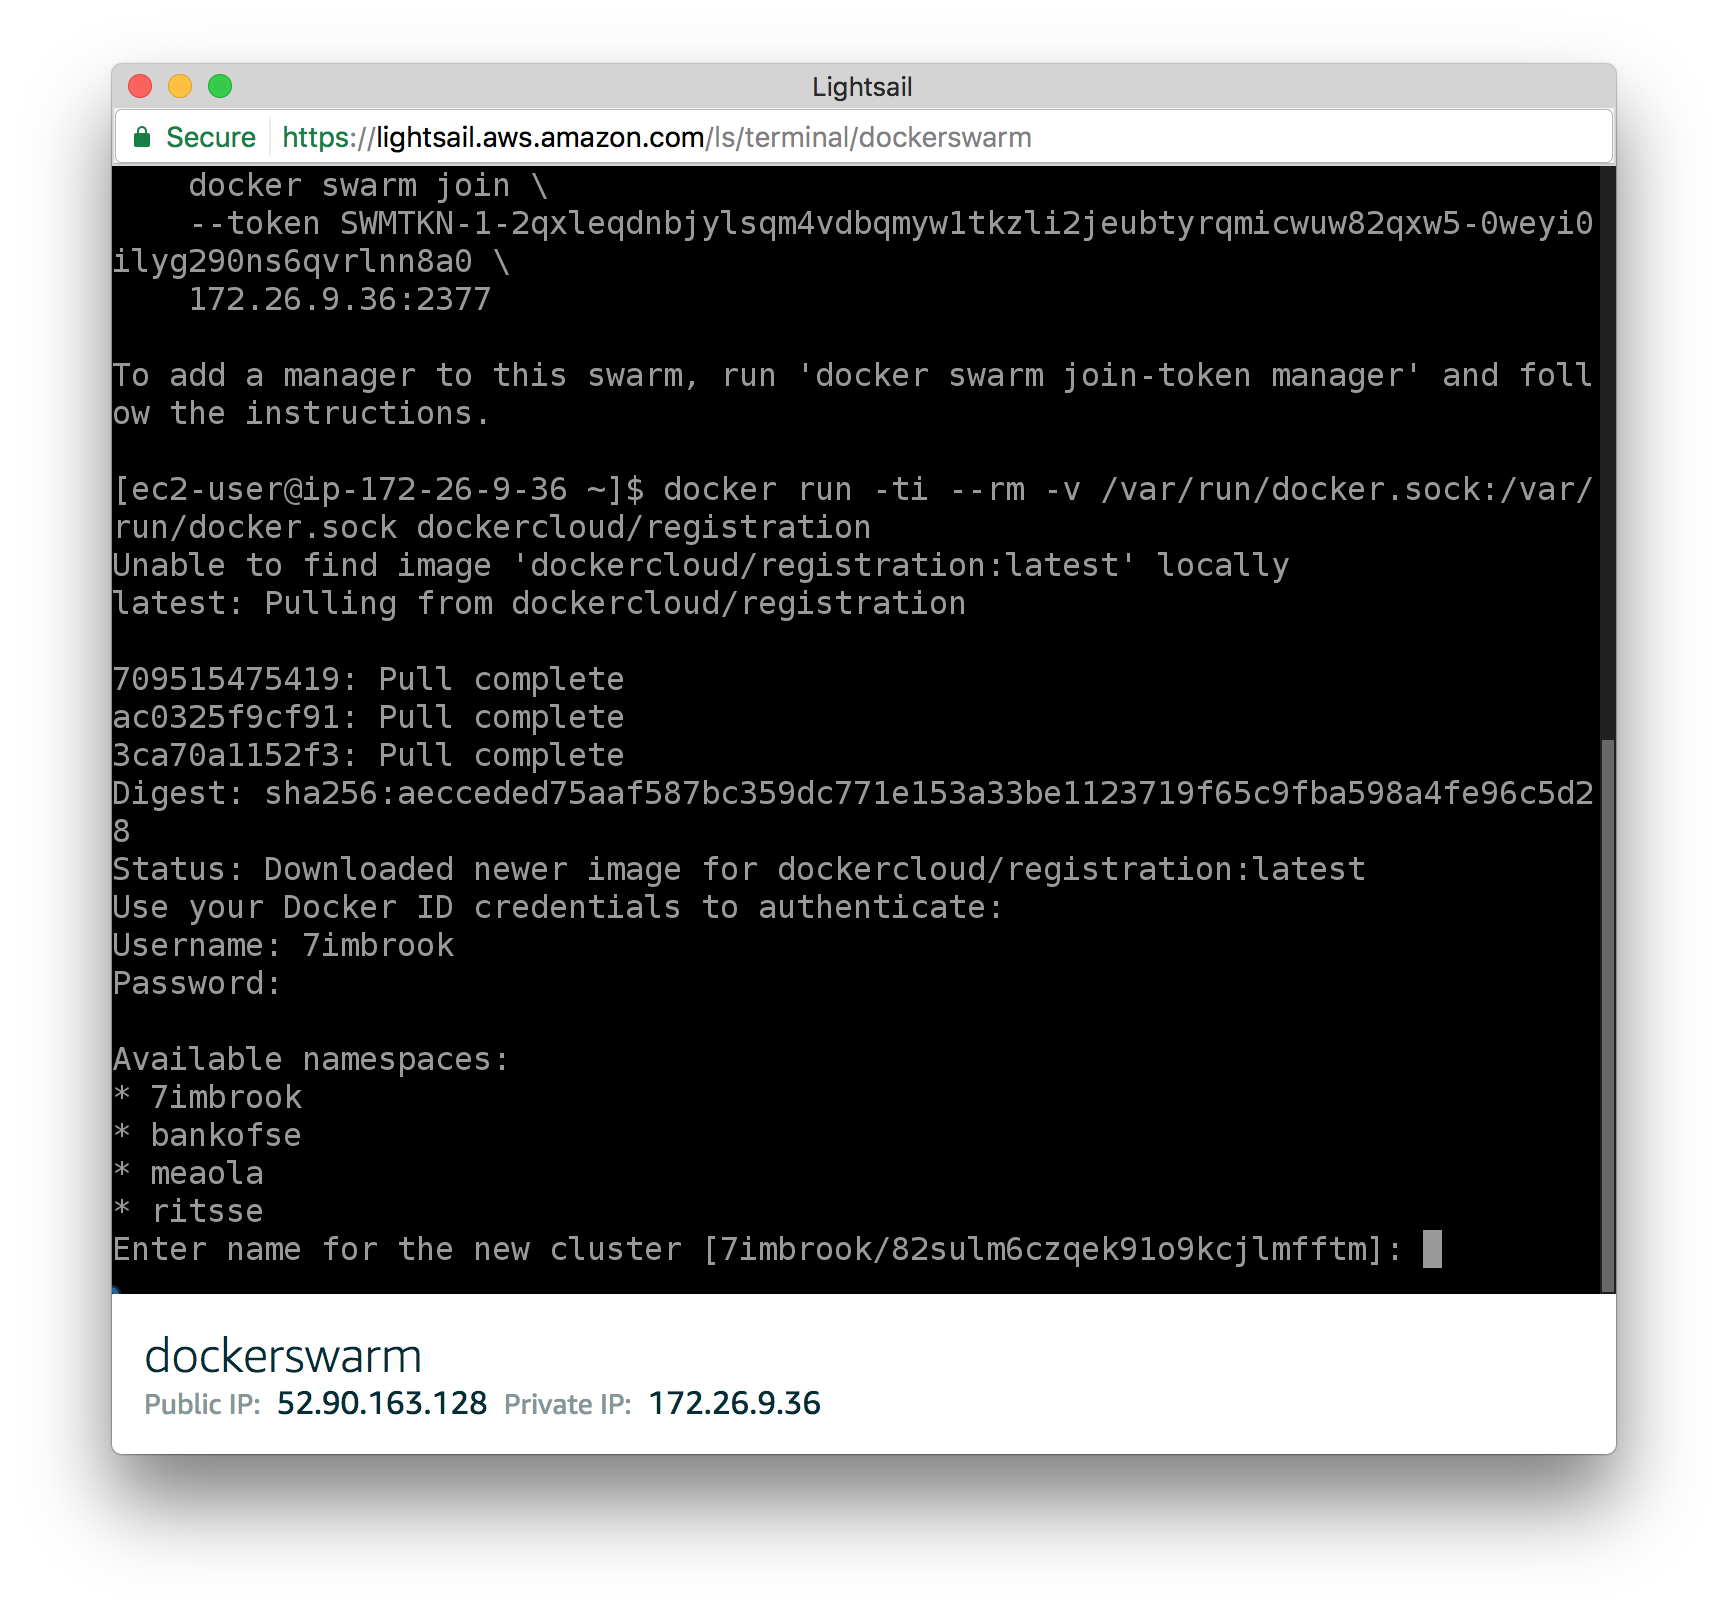 Lightsail
Secure https://lightsail.aws.amazon.com/ls/terminal/dockerswarm
docker swarm join \
--token SWMTKN-1-2qxleqdnbjylsqm4vdbqmyw1tkzli2jeubtyrqmicwuw82qxw5-0weyi0
ilyg290ns6qvrlnn8a0 \
172.26.9.36:2377
To add a manager to this swarm, run 'docker swarm join-token manager' and foll
ow the instructions.
[ec2-user@ip-172-26-9-36 ~]$ docker run -ti --rm -v /var/run/docker.sock:/var/
run/docker.sock dockercloud/registration
Unable to find image 'dockercloud/registration:latest' locally
latest: Pulling from dockercloud/registration
709515475419: Pull complete
ac0325f9cf91: Pull complete
3ca70a1152f3: Pull complete
Digest: sha256:aecceded75aaf587bc359dc771e153a33be1123719f65c9fba598a4fe96c5d2
8
Status: Downloaded newer image for dockercloud/registration:latest
Use your Docker ID credentials to authenticate:
Username: 7imbrook
Password:
Available namespaces:
* 7imbrook
* bankofse
* meaola
* ritsse
Enter name for the new cluster [7imbrook/82sulm6czqek91o9kcjlmfftm]:
dockerswarm
Public IP: 52.90.163.128 Private IP: 172.26.9.36